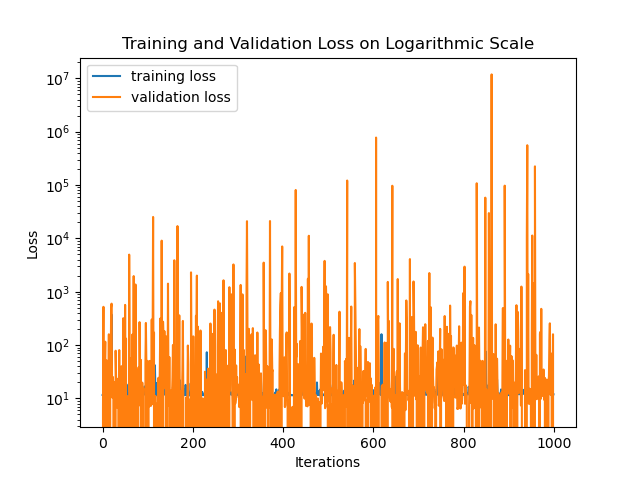 Training and Validation Loss on Logarithmic Scale
training loss
validation loss
10⁷
10⁶
10⁵
10⁴
10³
10²
10¹
Loss
0 200 400 600 800 1000
Iterations